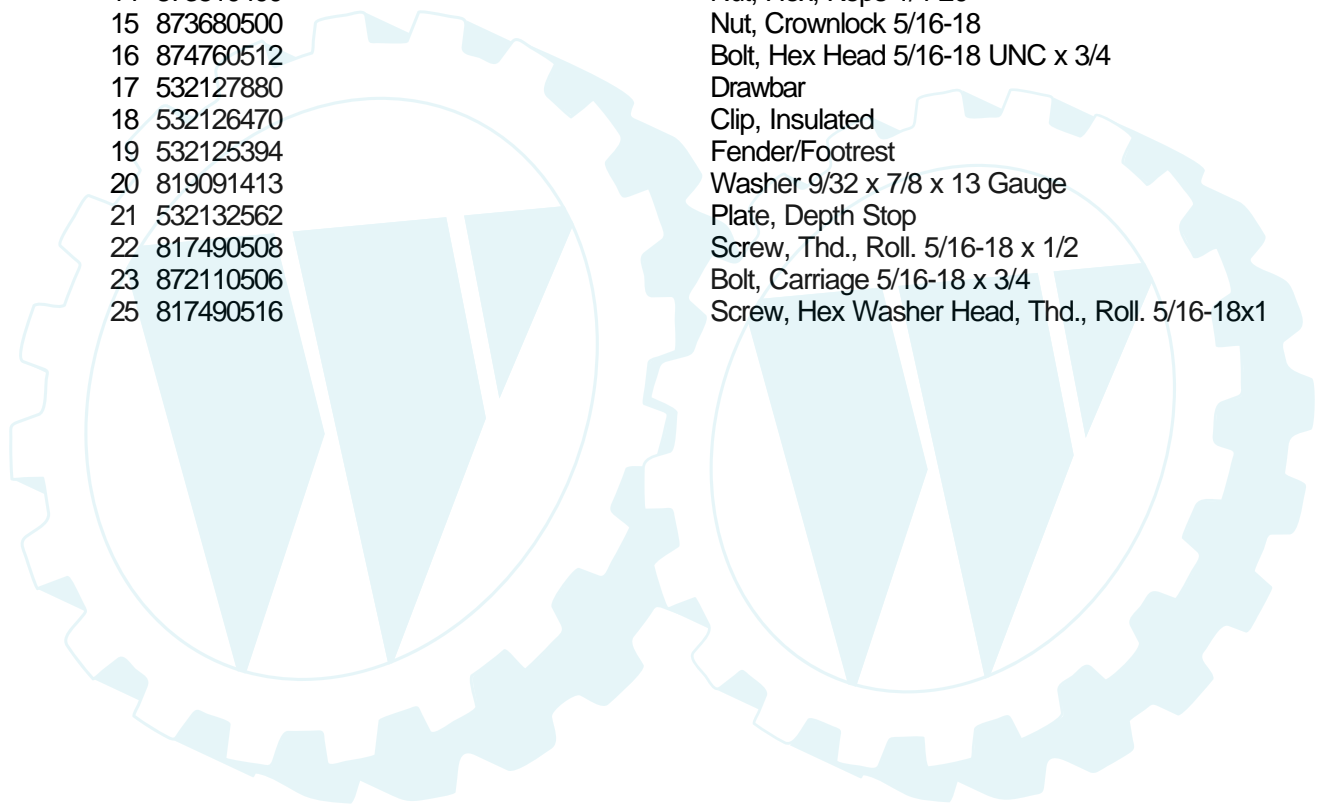 15 873680500 Nut, Crownlock 5/16-18
16 874760512 Bolt, Hex Head 5/16-18 UNC x 3/4
17 532127880 Drawbar
18 532126470 Clip, Insulated
19 532125394 Fender/Footrest
20 819091413 Washer 9/32 x 7/8 x 13 Gauge
21 532132562 Plate, Depth Stop
22 817490508 Screw, Thd., Roll. 5/16-18 x 1/2
23 872110506 Bolt, Carriage 5/16-18 x 3/4
25 817490516 Screw, Hex Washer Head, Thd., Roll. 5/16-18x1